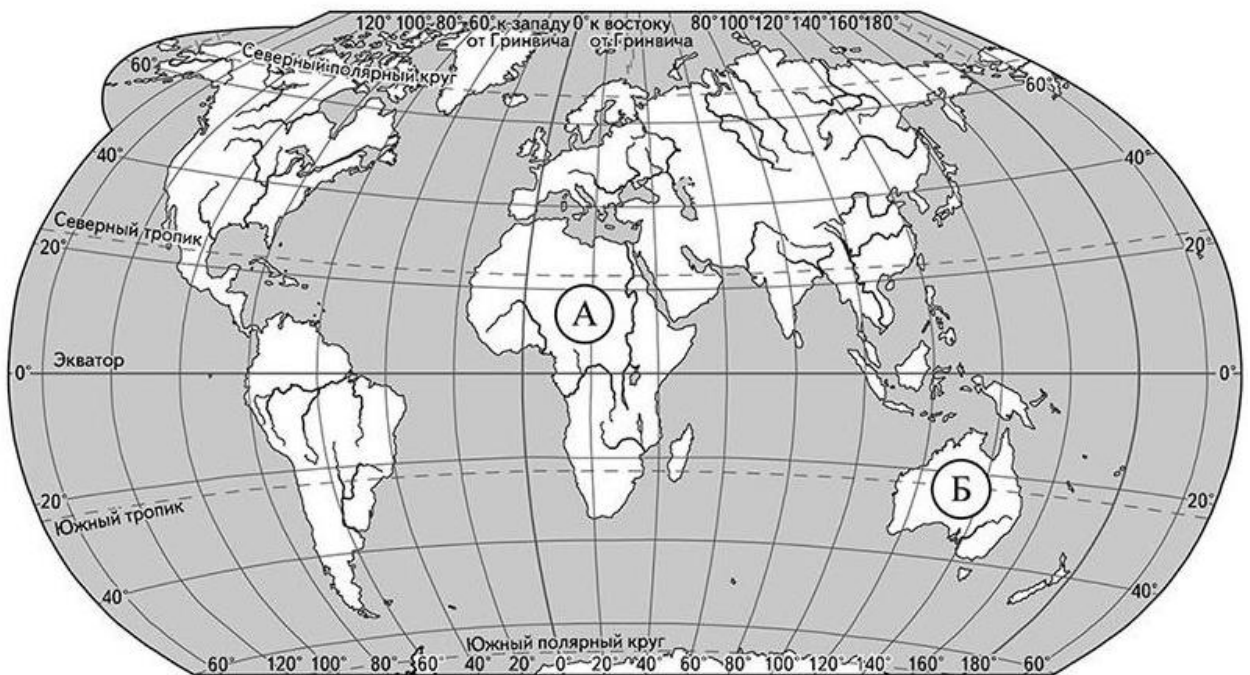 120° 100° 80° 60° к западу 0° к востоку 80° 100° 120° 140° 160° 180°
от Гринвича от Гринвича
60° Северный полярный круг 60°
40° 40°
Северный тропик
20° 20°
А
Экватор
0° 0°
Б
20° 20°
Южный тропик
40° 40°
Южный полярный круг
60° 120° 100° 80° 60° 40 20° 0° 20° 40° 60° 80° 100° 120° 140° 160° 180° 60°